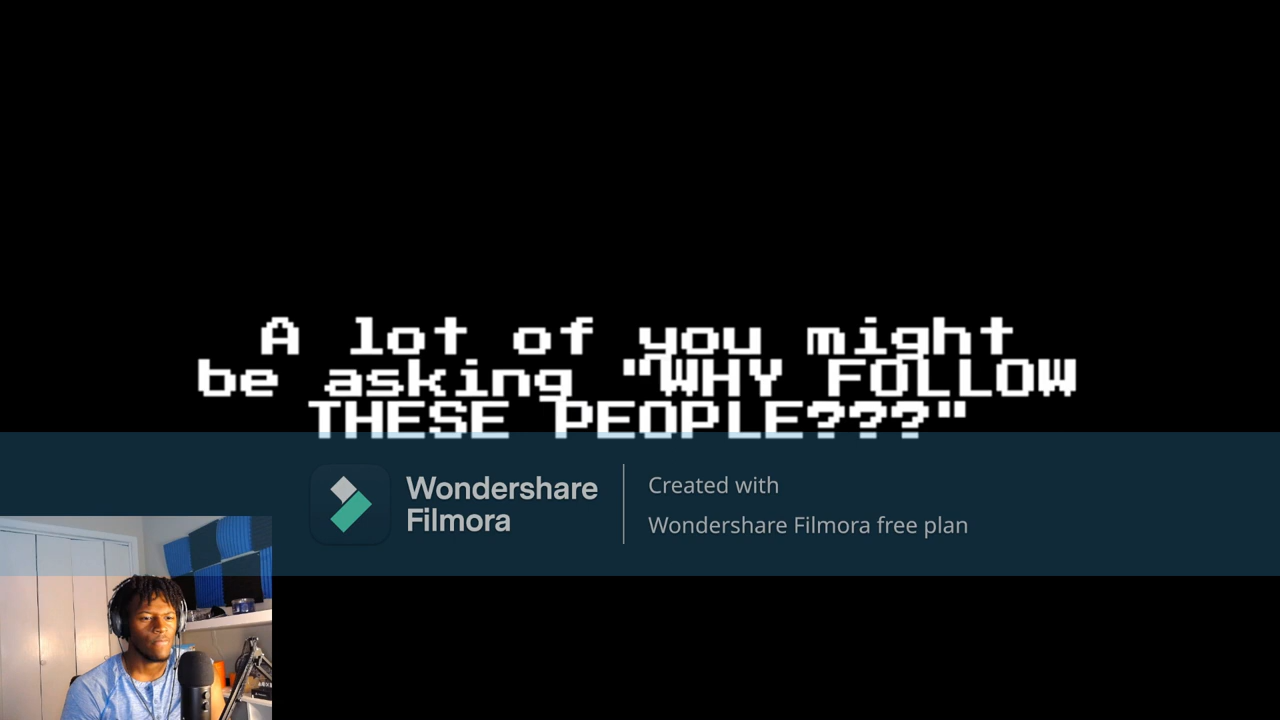 A lot of you might
be asking "WHY FOLLOW
THESE PEOPLE???"
Wondershare
Filmora
Created with
Wondershare Filmora free plan